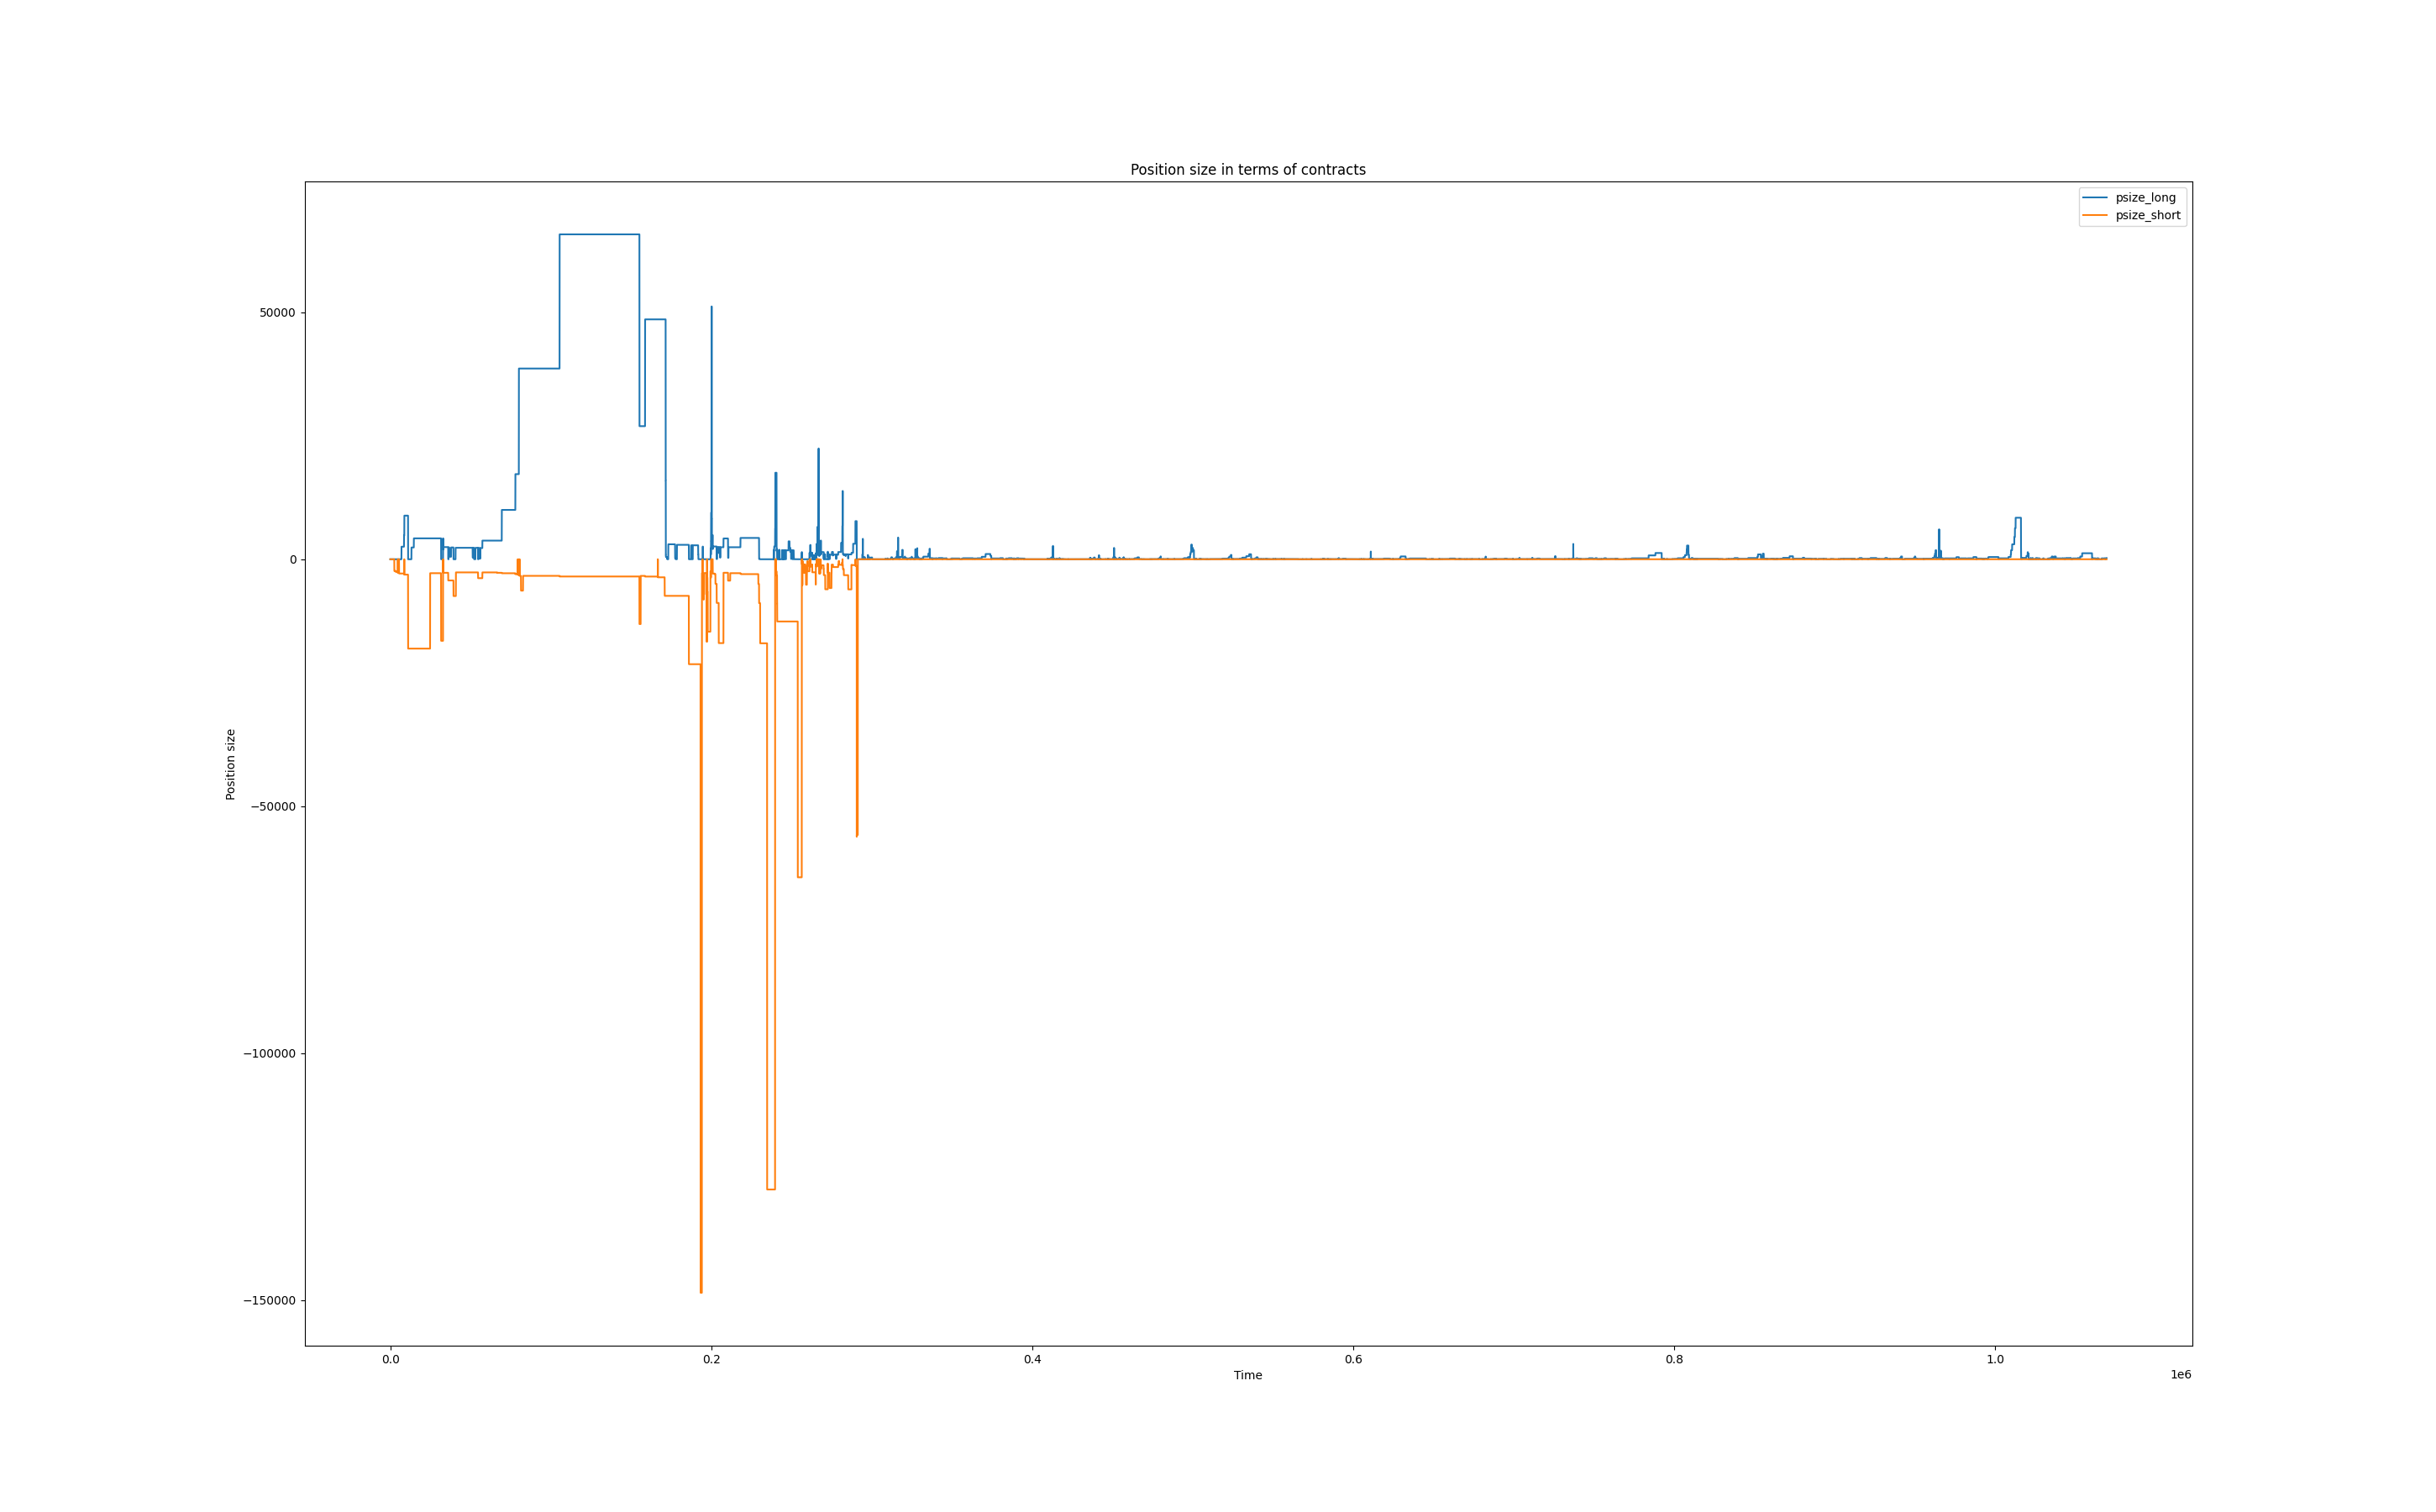 Position size in terms of contracts
psize_long
psize_short
50000
0
−50000
−100000
−150000
Position size
0.0
0.2
0.4
0.6
0.8
1.0
1e6
Time